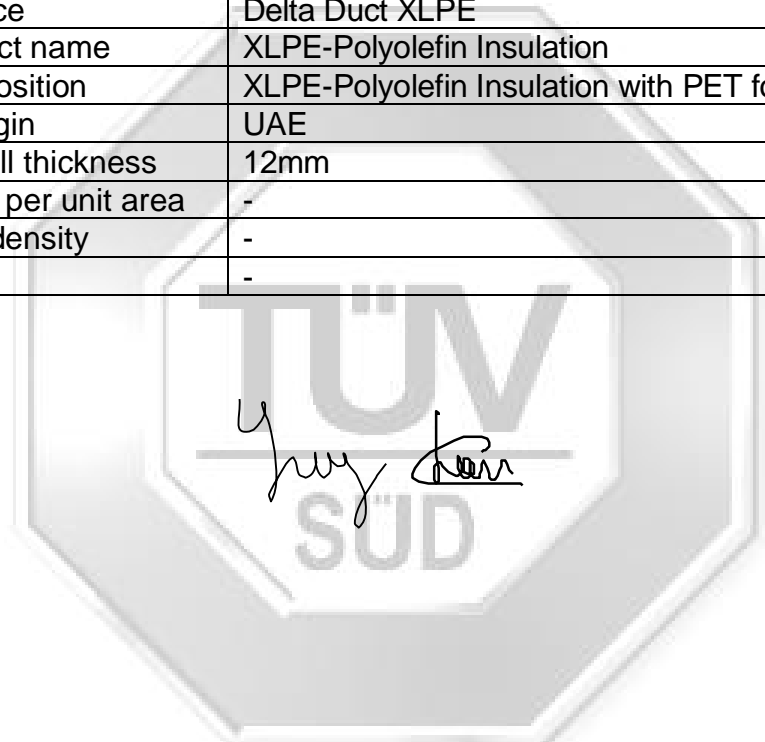 ce Delta Duct XLPE
ct name XLPE-Polyolefin Insulation
osition XLPE-Polyolefin Insulation with PET fo
gin UAE
ll thickness 12mm
per unit area -
density -
-
TÜV
SÜD